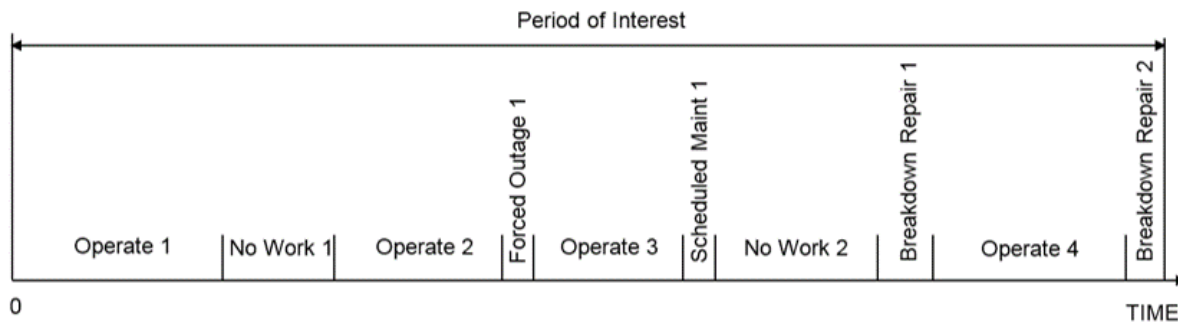 Period of Interest
Operate 1
No Work 1
Operate 2
Forced Outage 1
Operate 3
Scheduled Maint 1
No Work 2
Breakdown Repair 1
Operate 4
Breakdown Repair 2
0
TIME